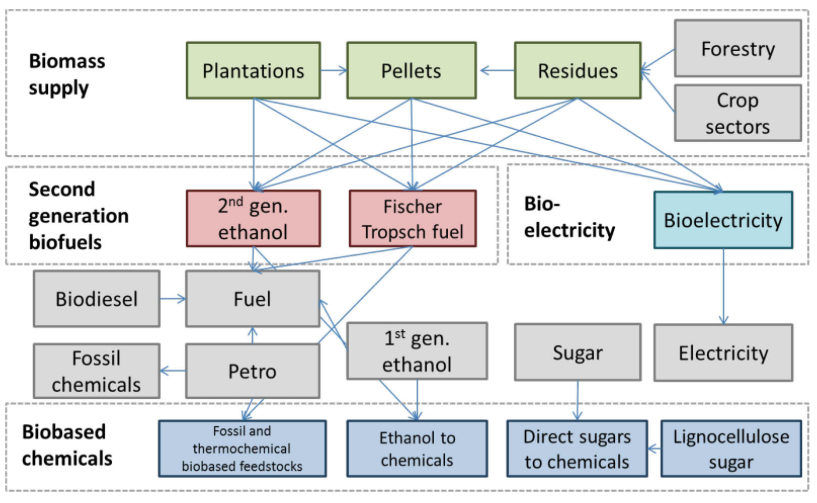 Biomass
supply
Plantations
Pellets
Residues
Forestry
Crop
sectors
Second
generation
biofuels
2nd gen.
ethanol
Fischer
Tropsch fuel
Bio-
electricity
Bioelectricity
Biodiesel
Fuel
Fossil
chemicals
Petro
1st gen.
ethanol
Sugar
Electricity
Biobased
chemicals
Fossil and
thermochemical
biobased feedstocks
Ethanol to
chemicals
Direct sugars
to chemicals
Lignocellulose
sugar